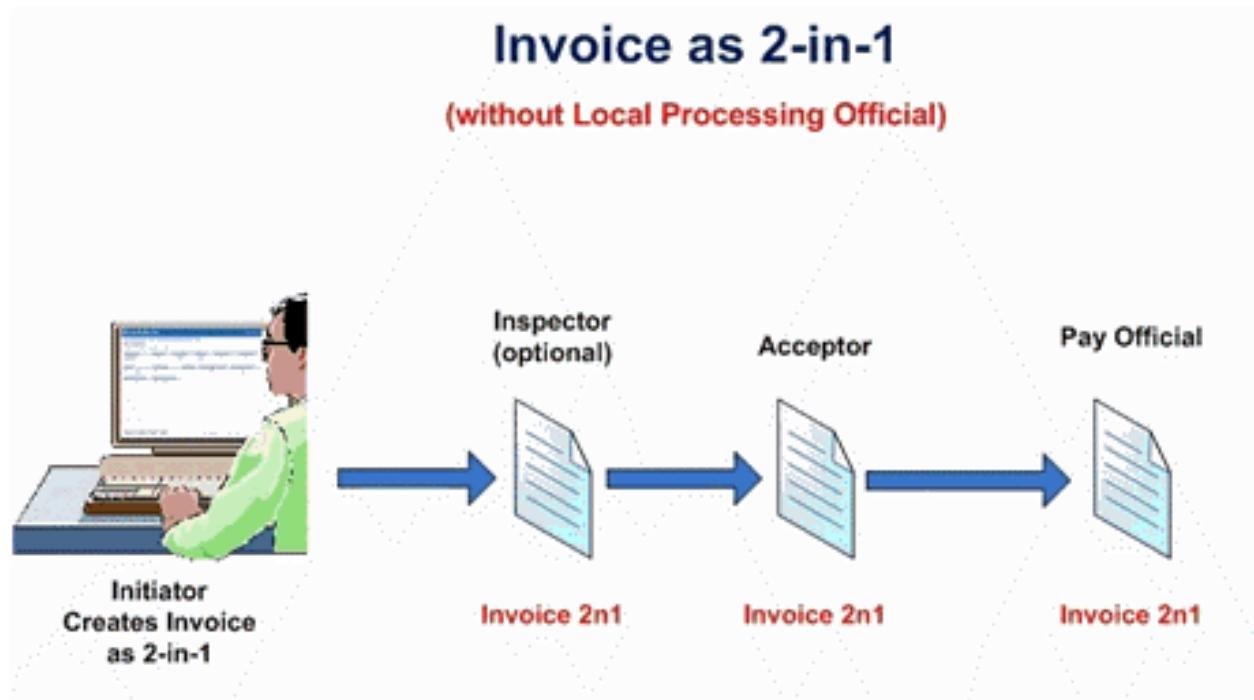 Invoice as 2-in-1
(without Local Processing Official)
Inspector
(optional)
Acceptor
Pay Official
Initiator
Creates Invoice
as 2-in-1
Invoice 2n1
Invoice 2n1
Invoice 2n1